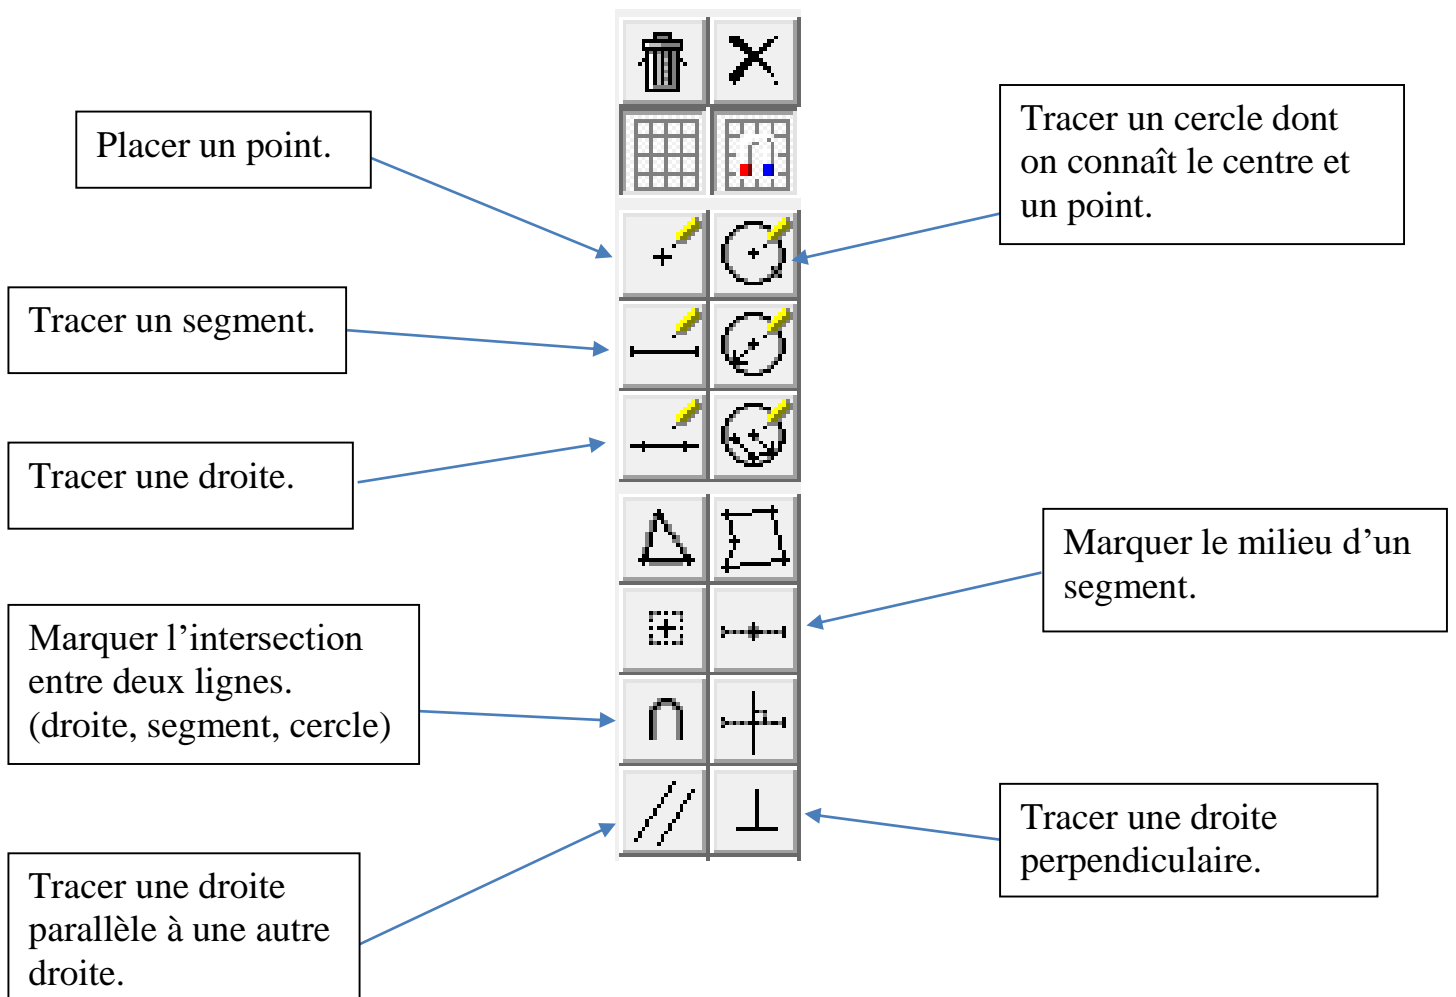 Placer un point.
Tracer un segment.
Tracer une droite.
Marquer l’intersection
entre deux lignes.
(droite, segment, cercle)
Tracer une droite
parallèle à une autre
droite.
Tracer un cercle dont
on connaît le centre et
un point.
Marquer le milieu d’un
segment.
Tracer une droite
perpendiculaire.